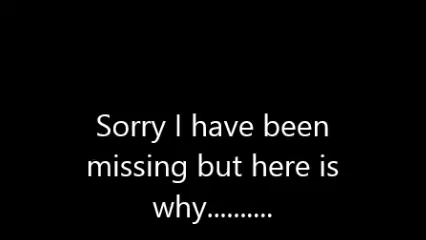 Sorry I have been
missing but here is
why..........